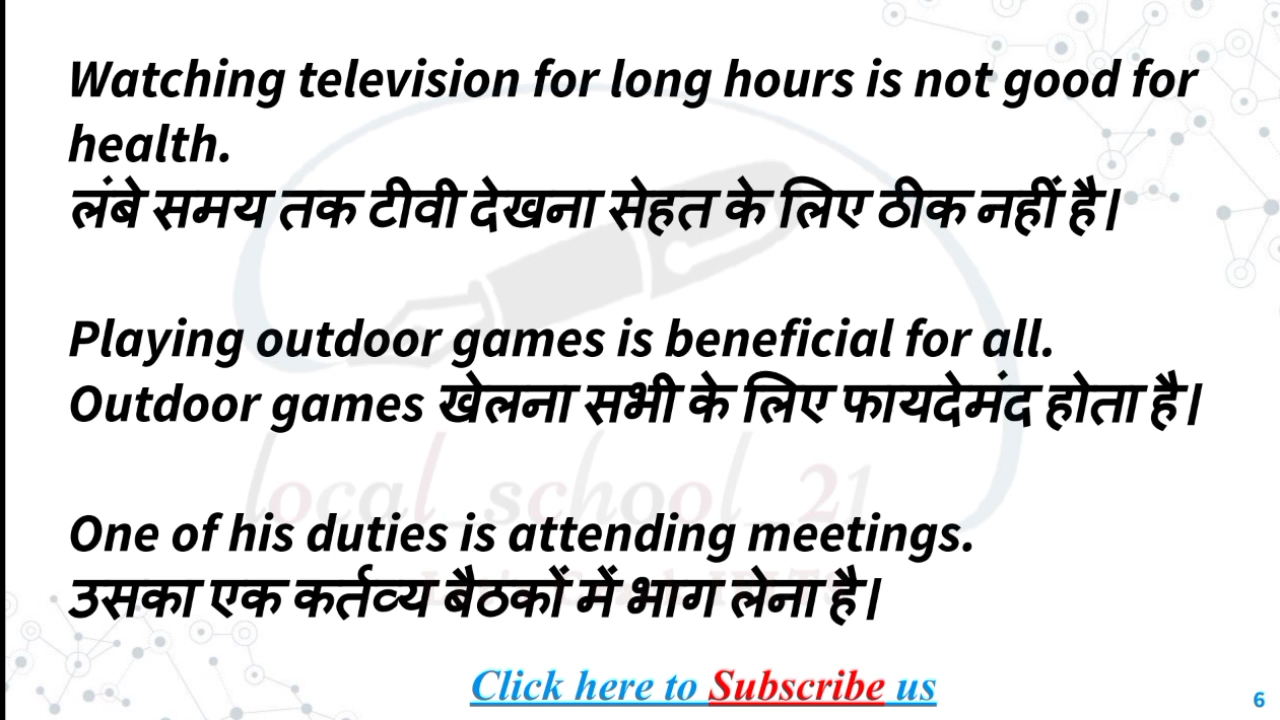 Watching television for long hours is not good for
health.
लंबे समय तक टीवी देखना सेहत के लिए ठीक नहीं है।
Playing outdoor games is beneficial for all.
Outdoor games खेलना सभी के लिए फायदेमंद होता है।
local_school_21
One of his duties is attending meetings.
उसका एक कर्तव्य बैठकों में भाग लेना है।
Click here to Subscribe us
6